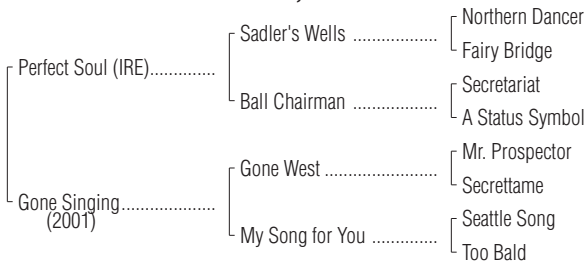 Northern Dancer
Sadler's Wells ..................
Fairy Bridge
Perfect Soul (IRE)..............
Secretariat
Ball Chairman ..................
A Status Symbol
Mr. Prospector
Gone West ........................
Secrettame
Gone Singing....................
(2001)
Seattle Song
My Song for You ..............
Too Bald